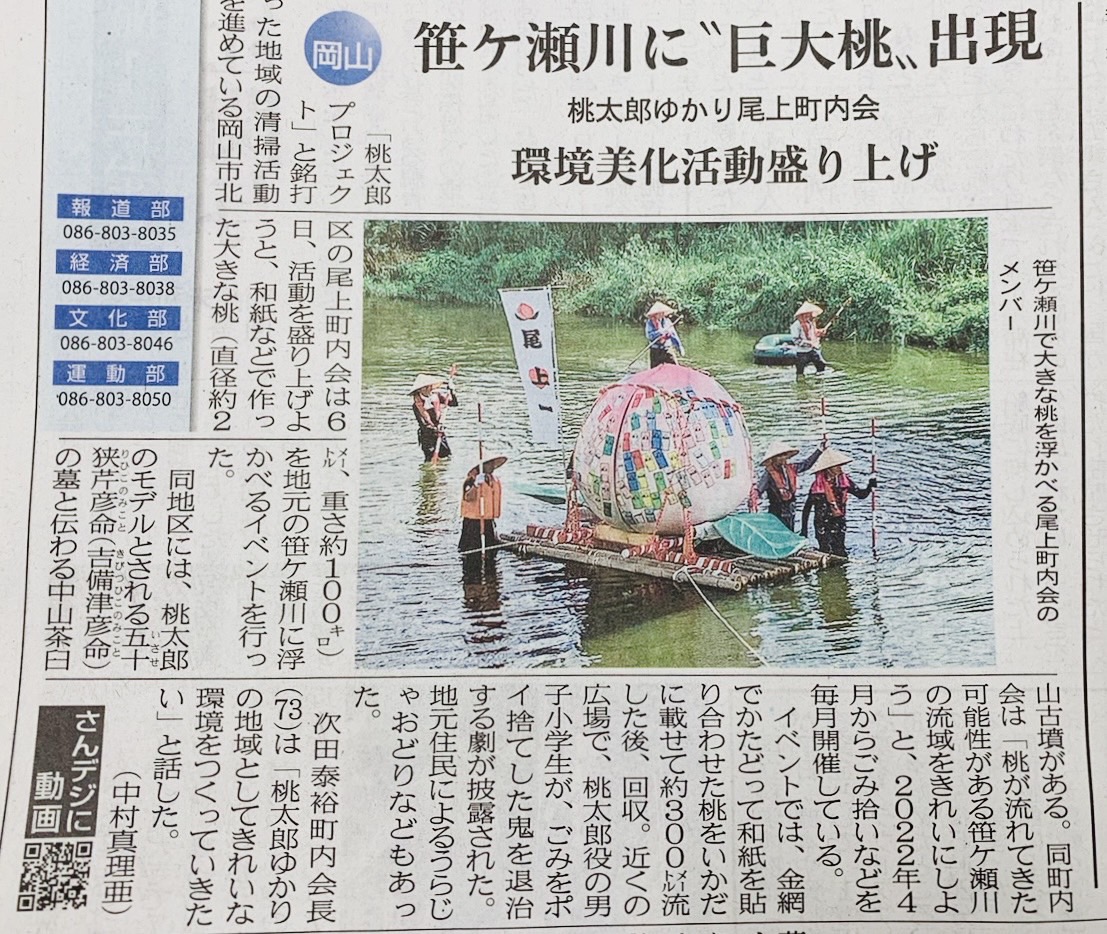 岡山
笹ケ瀬川に〝巨大桃〟出現
桃太郎ゆかり尾上町内会
環境美化活動盛り上げ
「桃太郎
プロジェク
ト」と銘打
った地域の清掃活動
を進めている岡山市北
区の尾上町内会は6
日、活動を盛り上げよ
うと、和紙などで作っ
た大きな桃(直径約2
メートル、重さ約100キロ)
を地元の笹ケ瀬川に浮
かべるイベントを行っ
た。
同地区には、桃太郎
のモデルとされる五十
いさせ
狭芹彦命(吉備津彦命)
りひこのみこと きびつひこのみこと
の墓と伝わる中山茶臼
山古墳がある。同町内
会は「桃が流れてきた
可能性がある笹ケ瀬川
の流域をきれいにしよ
う」と、2022年4
月からごみ拾いなどを
毎月開催している。
イベントでは、金網
でかたどって和紙を貼
り合わせた桃をいかだ
に載せて約300メートル流
した後、回収。近くの
広場で、桃太郎役の男
子小学生が、ごみをポ
イ捨てした鬼を退治
する劇が披露された。
地元住民によるうらじ
ゃおどりなどもあっ
た。
次田泰裕町内会長
(73)は「桃太郎ゆかり
の地域としてきれいな
環境をつくっていきた
い」と話した。
(中村真理亜)
さんデジに
動画
笹ケ瀬川で大きな桃を浮かべる尾上町内会の
メンバー
尾上
報道部
086-803-8035
経済部
086-803-8038
文化部
086-803-8046
運動部
086-803-8050